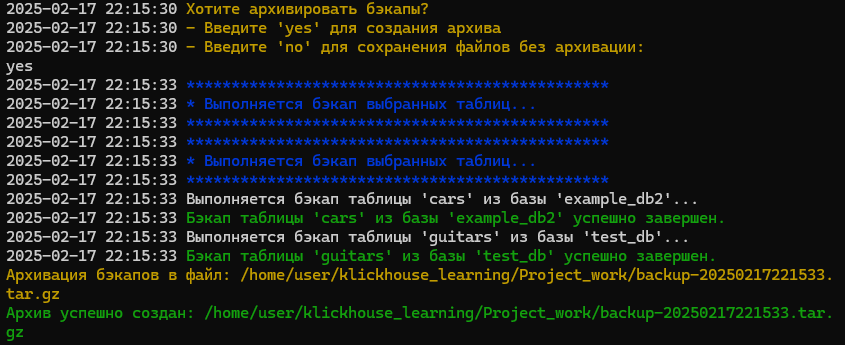 2025-02-17 22:15:30 Хотите архивировать бэкапы?
2025-02-17 22:15:30 - Введите 'yes' для создания архива
2025-02-17 22:15:30 - Введите 'no' для сохранения файлов без архивации:
yes
2025-02-17 22:15:33 ***********************************************
2025-02-17 22:15:33 * Выполняется бэкап выбранных таблиц...
2025-02-17 22:15:33 ***********************************************
2025-02-17 22:15:33 ***********************************************
2025-02-17 22:15:33 * Выполняется бэкап выбранных таблиц...
2025-02-17 22:15:33 ***********************************************
2025-02-17 22:15:33 Выполняется бэкап таблицы 'cars' из базы 'example_db2'...
2025-02-17 22:15:33 Бэкап таблицы 'cars' из базы 'example_db2' успешно завершен.
2025-02-17 22:15:33 Выполняется бэкап таблицы 'guitars' из базы 'test_db'...
2025-02-17 22:15:33 Бэкап таблицы 'guitars' из базы 'test_db' успешно завершен.
Архивация бэкапов в файл: /home/user/klickhouse_learning/Project_work/backup-20250217221533.
tar.gz
Архив успешно создан: /home/user/klickhouse_learning/Project_work/backup-20250217221533.tar.
gz